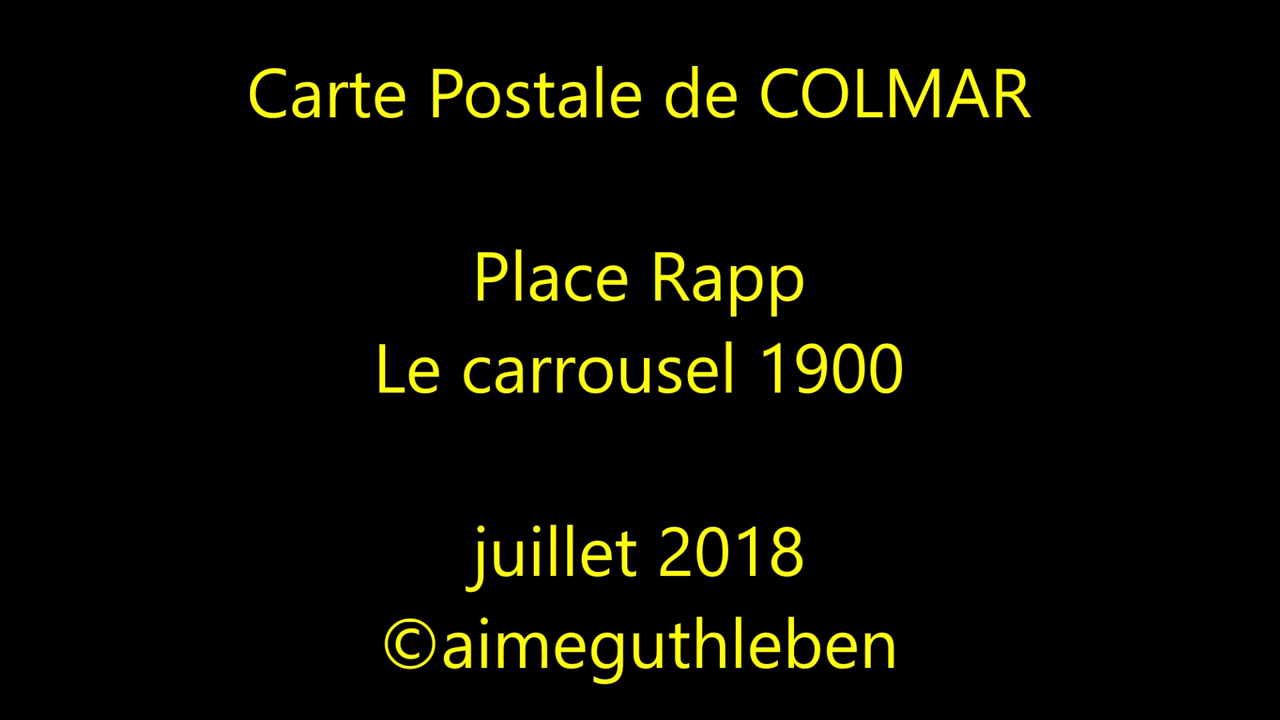 Carte Postale de COLMAR
Place Rapp
Le carrousel 1900
juillet 2018
©aimeguthleben